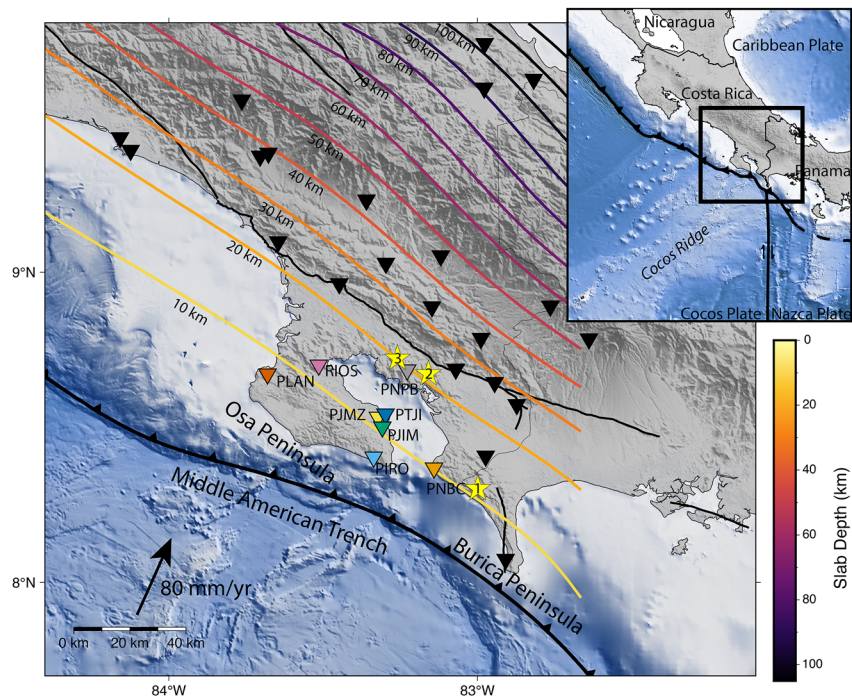 Nicaragua
Caribbean Plate
Costa Rica
Panama
Cocos Ridge
Cocos Plate
Nazca Plate
100 km
90 km
80 km
70 km
60 km
50 km
40 km
30 km
20 km
10 km
9°N
8°N
84°W
83°W
3
2
1
RIOS
PLAN
PNPB
PJMZ
PTJI
PJIM
PIRO
PNBC
Osa Peninsula
Middle American Trench
Burica Peninsula
80 mm/yr
0 km 20 km 40 km
0
20
40
60
80
100
Slab Depth (km)